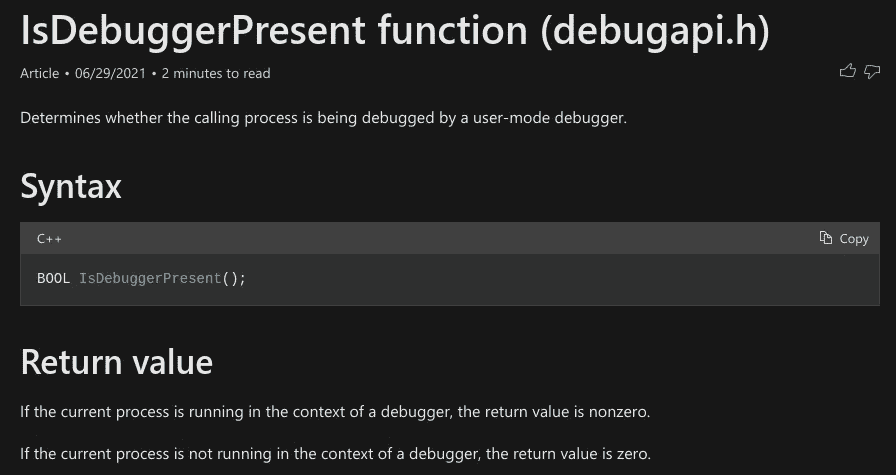 IsDebuggerPresent function (debugapi.h)
Article • 06/29/2021 • 2 minutes to read
Determines whether the calling process is being debugged by a user-mode debugger.
Syntax
C++ Copy
BOOL IsDebuggerPresent();
Return value
If the current process is running in the context of a debugger, the return value is nonzero.
If the current process is not running in the context of a debugger, the return value is zero.